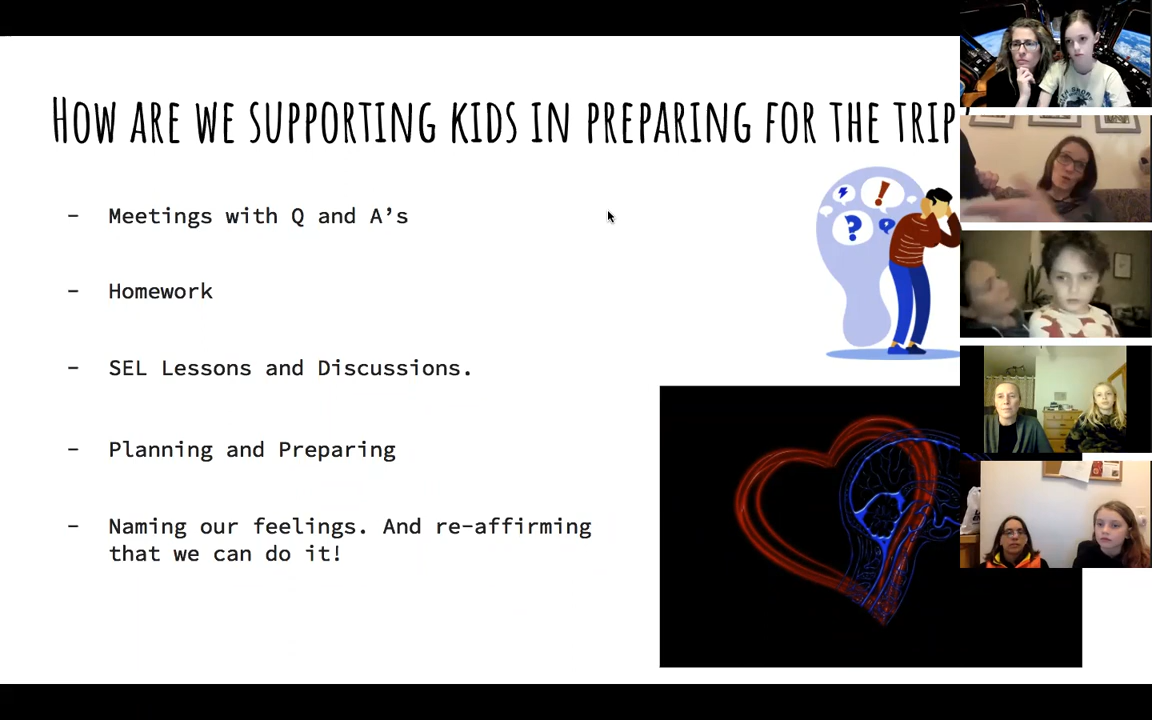 HOW ARE WE SUPPORTING KIDS IN PREPARING FOR THE TRIP
- Meetings with Q and A's
- Homework
- SEL Lessons and Discussions.
- Planning and Preparing
- Naming our feelings. And re-affirming
that we can do it!
! ? ?